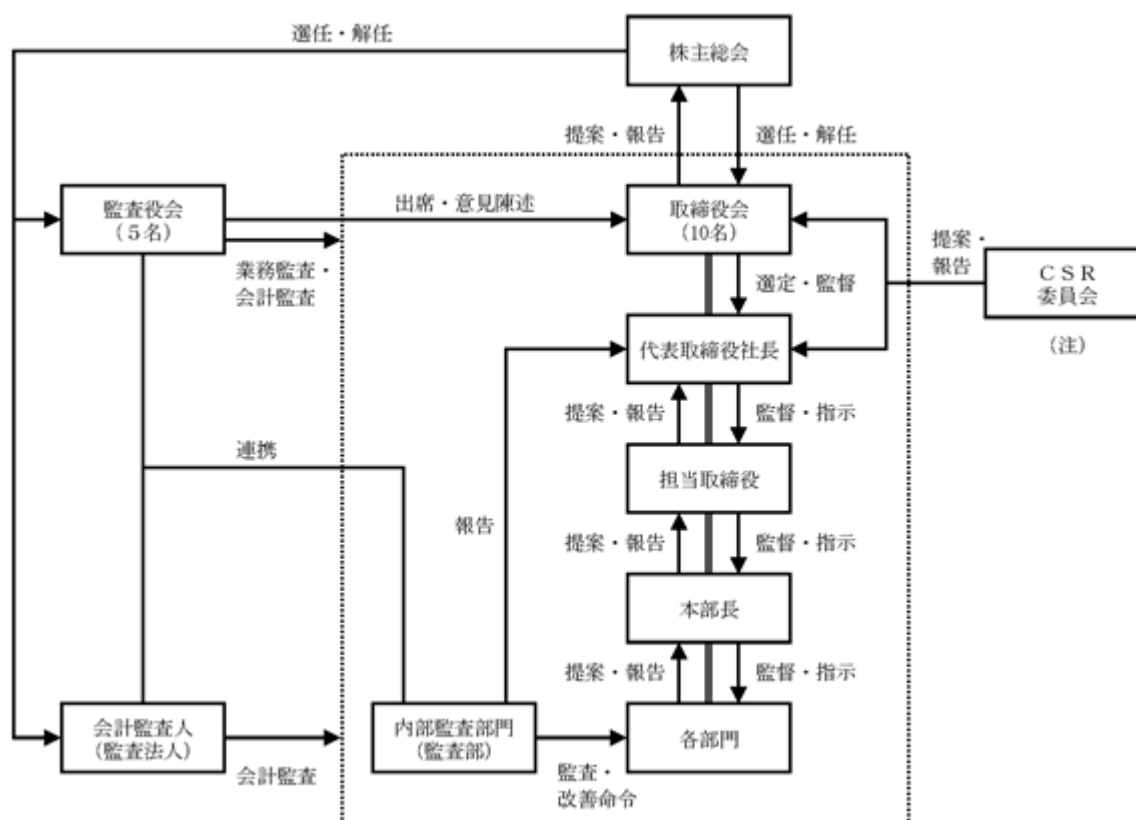 選任・解任
株主総会
提案・報告
選任・解任
監査役会
(5名)
出席・意見陳述
取締役会
(10名)
提案・
報告
CSR
委員会
(注)
業務監査・
会計監査
選定・監督
代表取締役社長
提案・報告
監督・指示
連携
担当取締役
報告
提案・報告
監督・指示
本部長
提案・報告
監督・指示
会計監査人
(監査法人)
会計監査
内部監査部門
(監査部)
監査・
改善命令
各部門